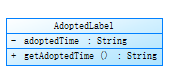 AdoptedLabel
- adoptedTime : String
+ getAdoptedTime () : String